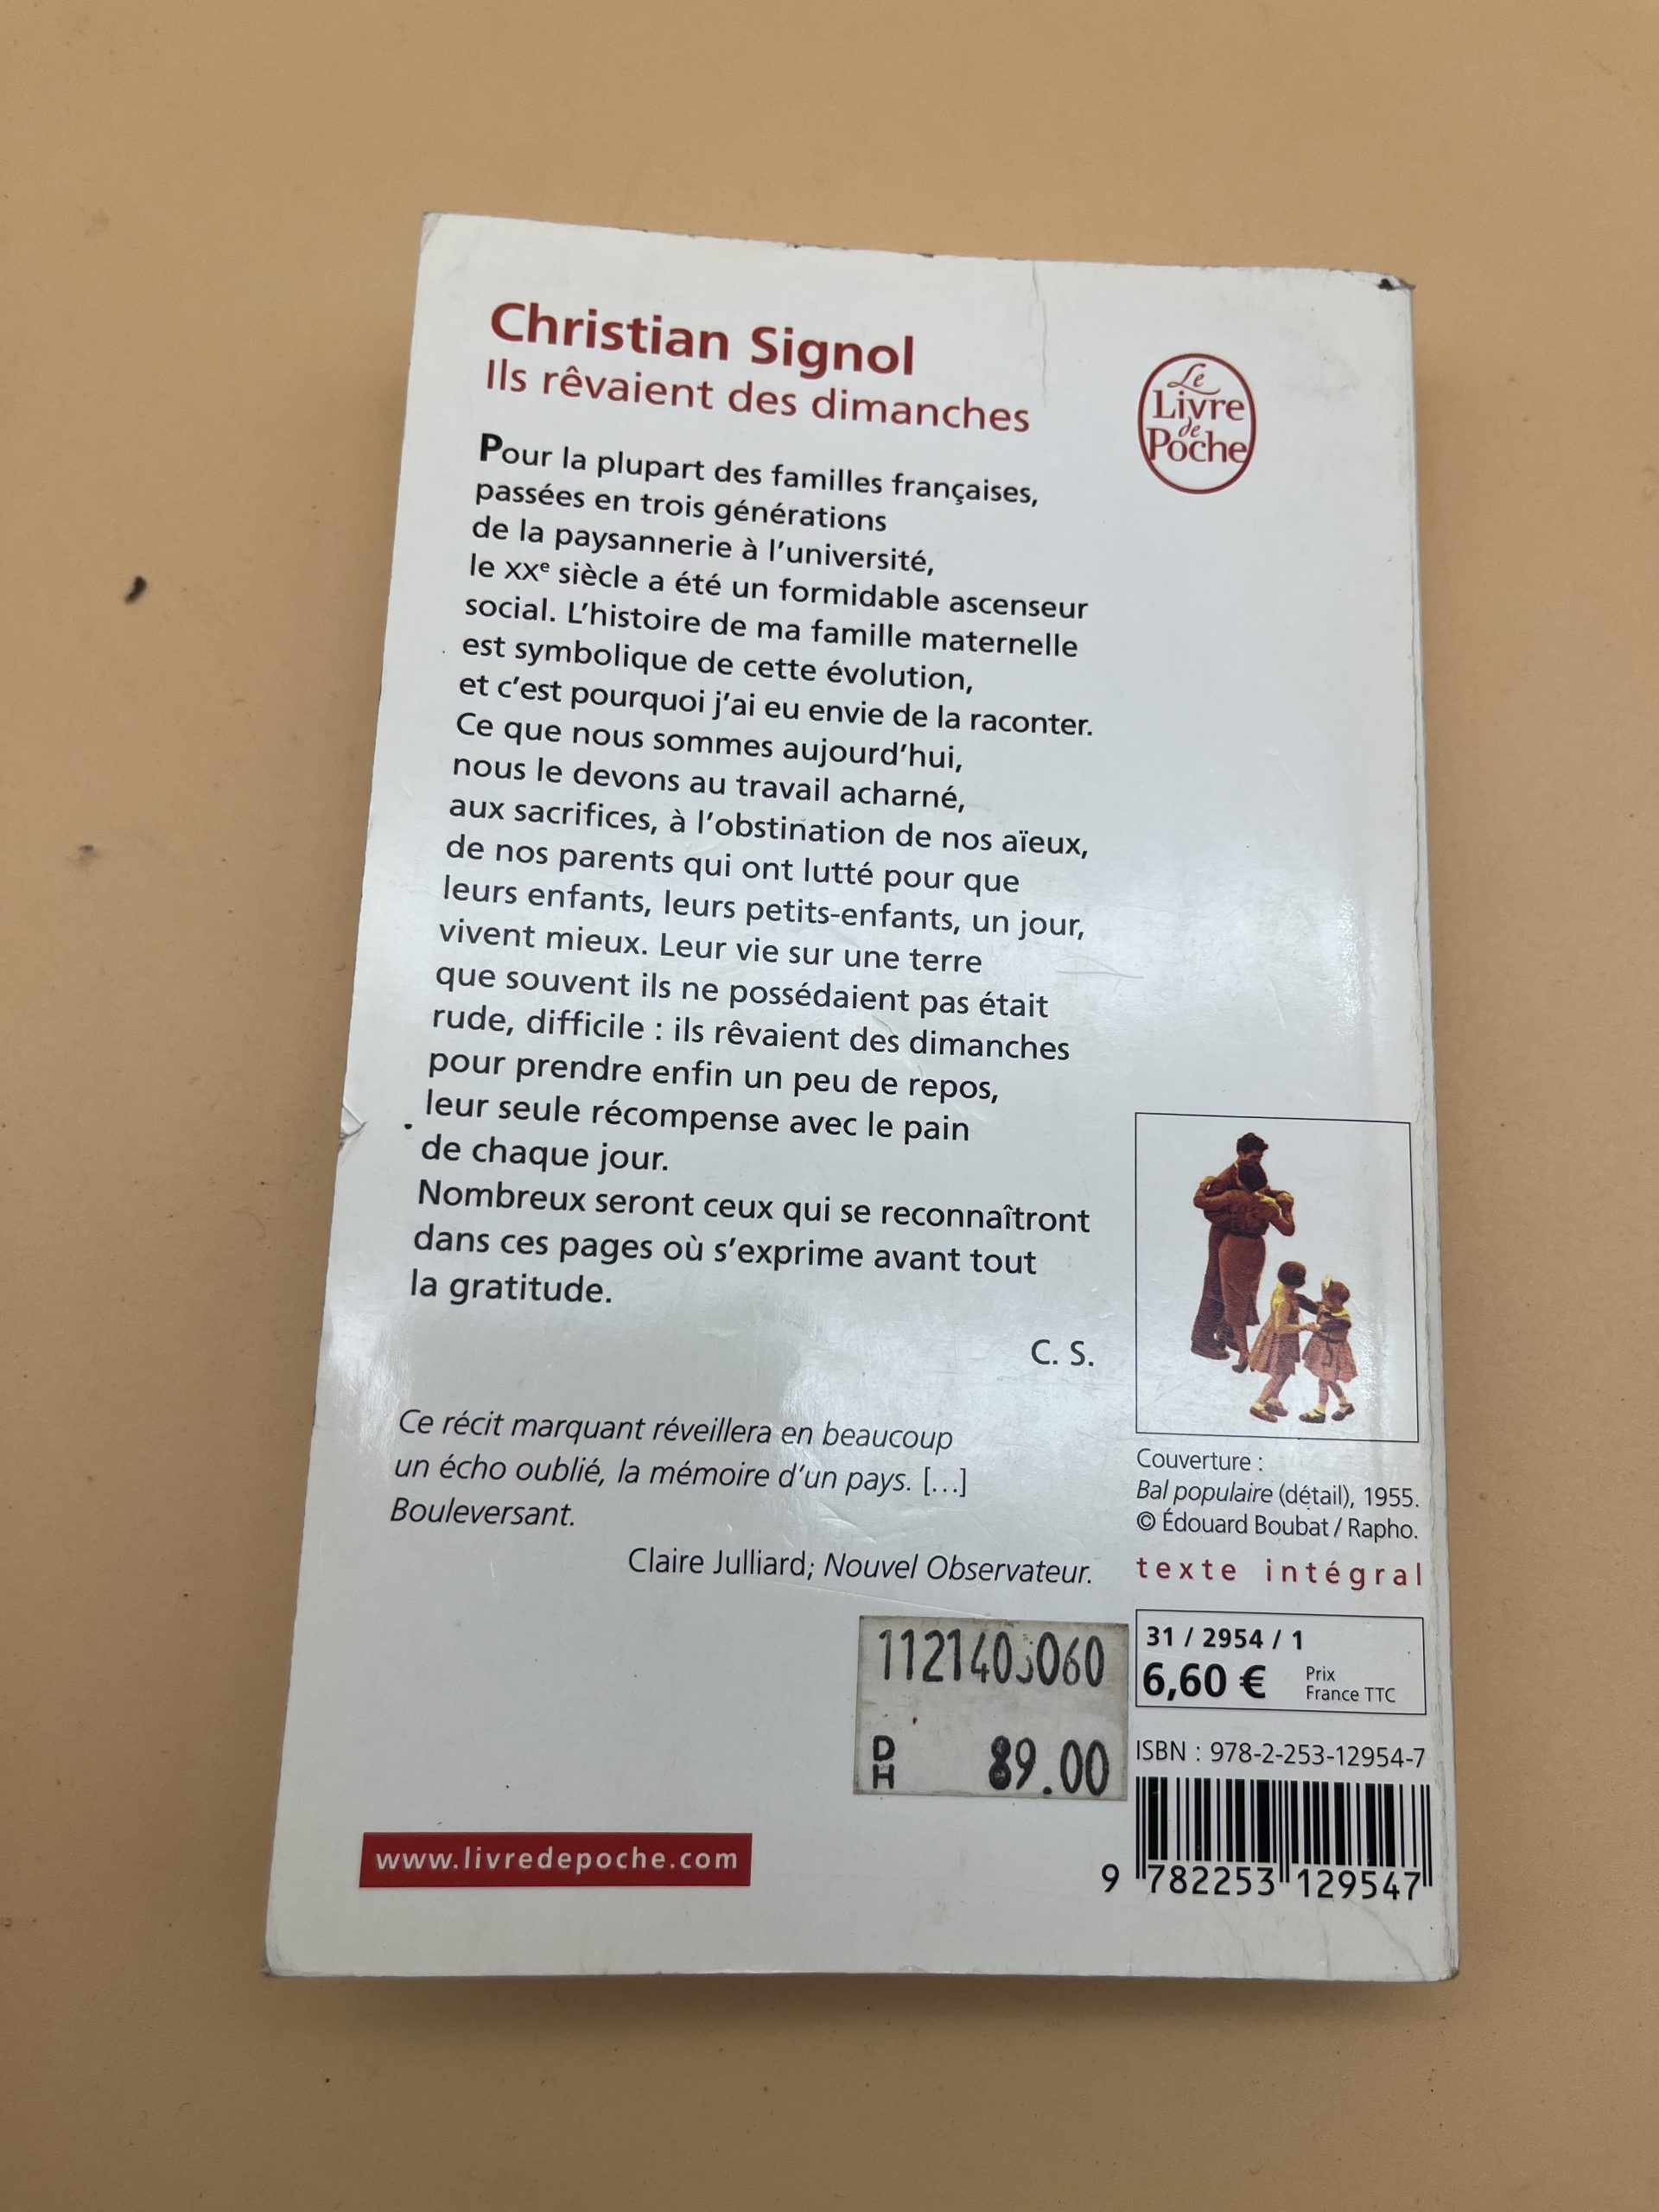 Christian Signol
Ils rêvaient des dimanches
Le
Livre
de
Poche
Pour la plupart des familles françaises,
passées en trois générations
de la paysannerie à l'université,
le XXe siècle a été un formidable ascenseur
social. L'histoire de ma famille maternelle
est symbolique de cette évolution,
et c'est pourquoi j'ai eu envie de la raconter.
Ce que nous sommes aujourd'hui,
nous le devons au travail acharné,
aux sacrifices, à l'obstination de nos aïeux,
de nos parents qui ont lutté pour que
leurs enfants, leurs petits-enfants, un jour,
vivent mieux. Leur vie sur une terre
que souvent ils ne possédaient pas était
rude, difficile : ils rêvaient des dimanches
pour prendre enfin un peu de repos,
leur seule récompense avec le pain
de chaque jour.
Nombreux seront ceux qui se reconnaîtront
dans ces pages où s'exprime avant tout
la gratitude.
C. S.
Ce récit marquant réveillera en beaucoup
un écho oublié, la mémoire d'un pays. [...]
Bouleversant.
Claire Julliard; Nouvel Observateur.
Couverture :
Bal populaire (détail), 1955.
© Édouard Boubat / Rapho.
texte intégral
31 / 2954 / 1
6,60 € Prix
France TTC
ISBN : 978-2-253-12954-7
9 782253 129547
DH 89.00
www.livredepoche.com